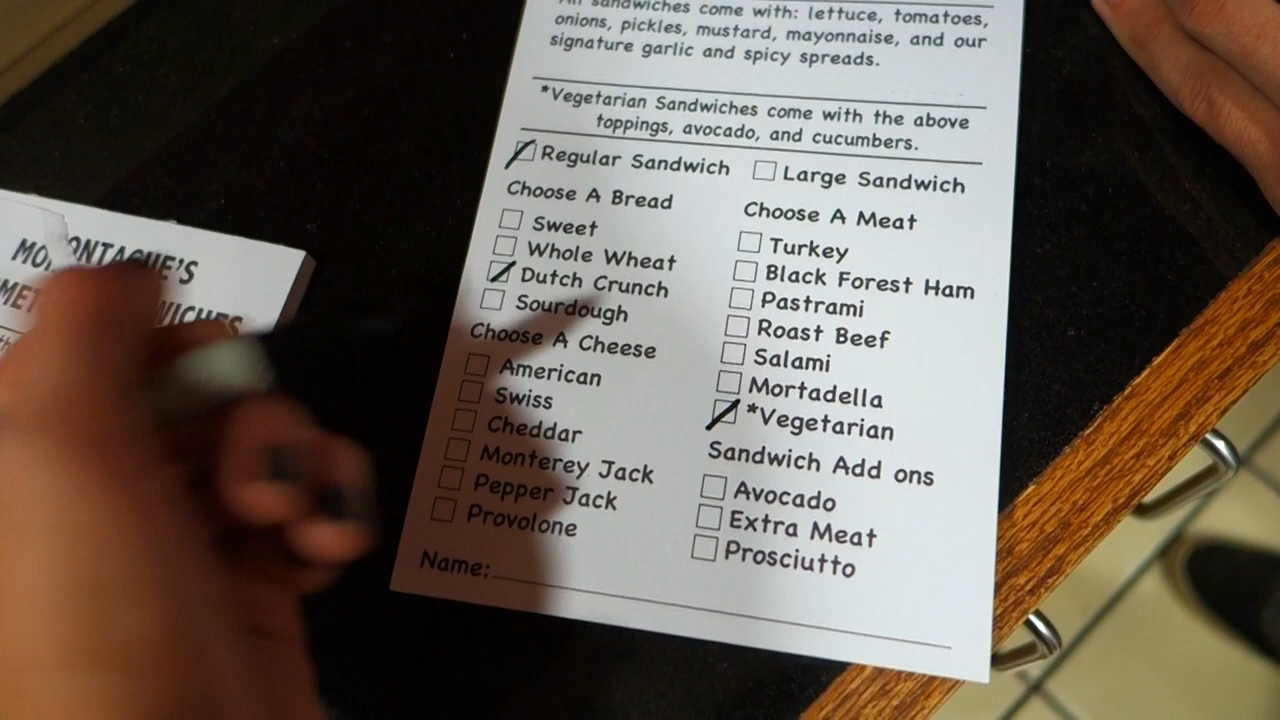 All sandwiches come with: lettuce, tomatoes,
onions, pickles, mustard, mayonnaise, and our
signature garlic and spicy spreads.
*Vegetarian Sandwiches come with the above
toppings, avocado, and cucumbers.
Regular Sandwich
Large Sandwich
Choose A Bread
Sweet
Whole Wheat
Dutch Crunch
Sourdough
Choose A Cheese
American
Swiss
Cheddar
Monterey Jack
Pepper Jack
Provolone
Choose A Meat
Turkey
Black Forest Ham
Pastrami
Roast Beef
Salami
Mortadella
*Vegetarian
Sandwich Add ons
Avocado
Extra Meat
Prosciutto
Name: